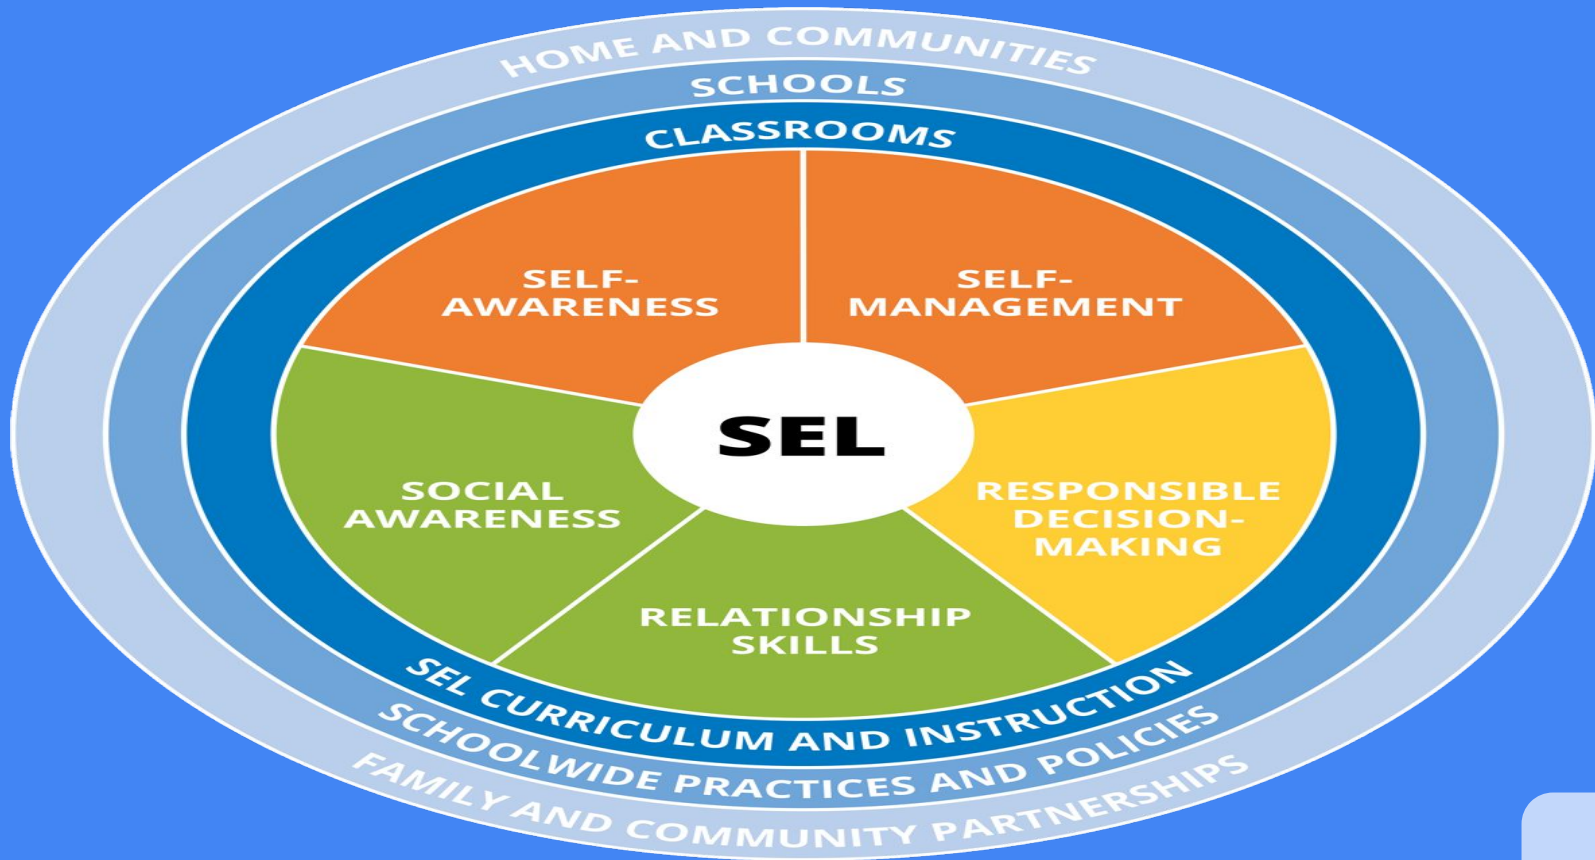 HOME AND COMMUNITIES
SCHOOLS
CLASSROOMS
SELF-
AWARENESS
SELF-
MANAGEMENT
SEL
SOCIAL
AWARENESS
RESPONSIBLE
DECISION-
MAKING
RELATIONSHIP
SKILLS
SEL CURRICULUM AND INSTRUCTION
SCHOOLWIDE PRACTICES AND POLICIES
FAMILY AND COMMUNITY PARTNERSHIPS